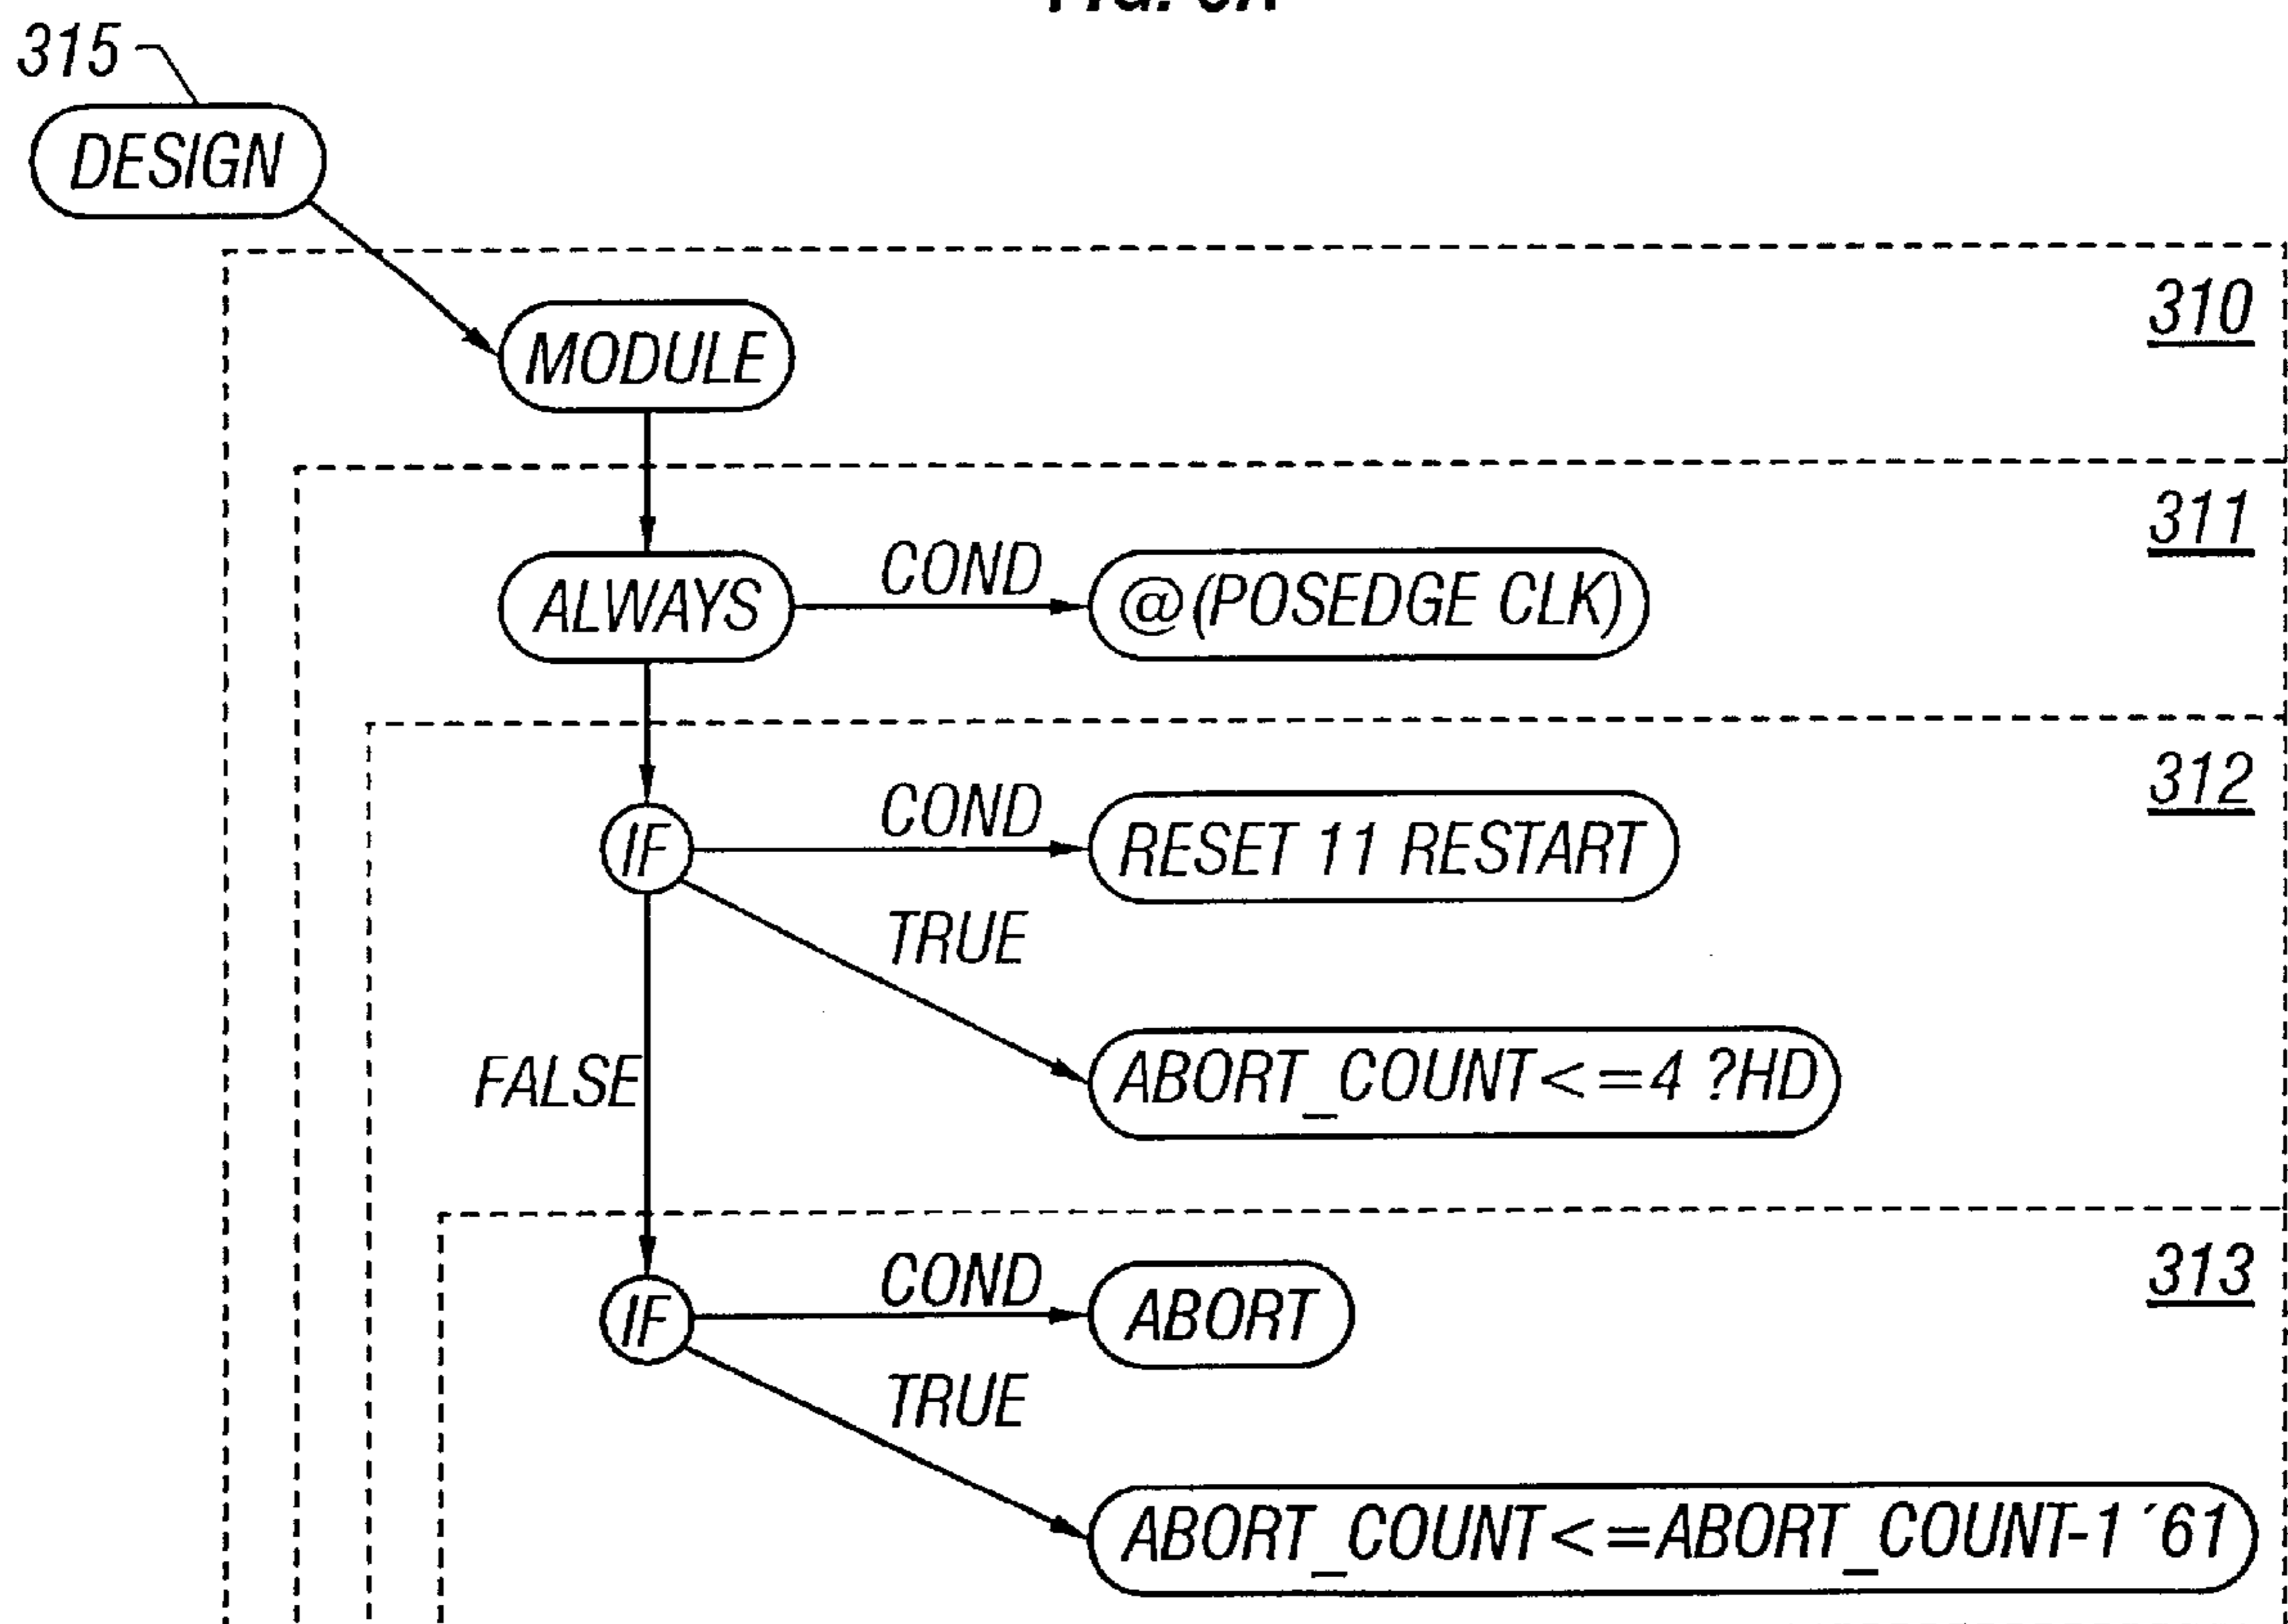 315
DESIGN
310
MODULE
311
COND
ALWAYS
@(POSEDGE CLK)
312
COND
IF
RESET 11 RESTART
TRUE
FALSE
ABORT_COUNT<=4 ?HD
313
COND
IF
ABORT
TRUE
ABORT_COUNT<=ABORT_COUNT-1 ´61